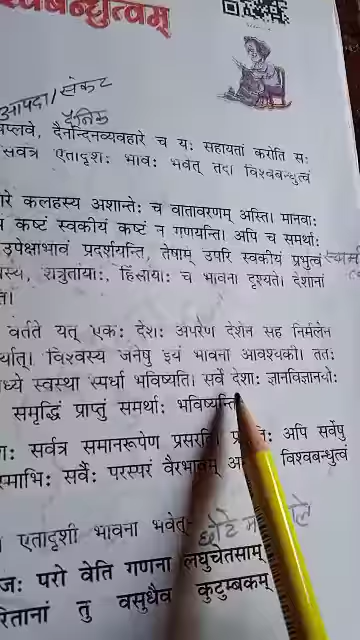 बन्धुत्वम्
आपदा/संकट
दैनिक
दैनन्दिनव्यवहारे च यः सहायतां करोति सः
सर्वत्र एतादृशः भावः भवेत् तदा विश्वबन्धुत्वं
कलहस्य अशान्तेः च वातावरणम् अस्ति। मानवाः
कष्टं स्वकीयं कष्टं न गणयन्ति। अपि च समर्थाः
उपेक्षाभावं प्रदर्शयन्ति, तेषाम् उपरि स्वकीयं प्रभुत्वं
शत्रुतायाः, हिंसायाः च भावना दृश्यते। देशानां
वर्तते यत् एकः देशः अपरेण देशेन सह निर्मलेन
विश्वस्य जनेषु इयं भावना आवश्यकी। ततः
स्वस्था स्पर्धा भविष्यति। सर्वे देशाः ज्ञानविज्ञानयोः
समृद्धिं प्राप्तुं समर्थाः भविष्यन्ति
सर्वत्र समानरूपेण अपि सर्वेषु
सर्वैः परस्परं वैरभावम् विश्वबन्धुत्वं
एतादृशी भावना भवेत्-
छोटे
परो वेति गणना लघुचेतसाम्
तु वसुधैव कुटुम्बकम्